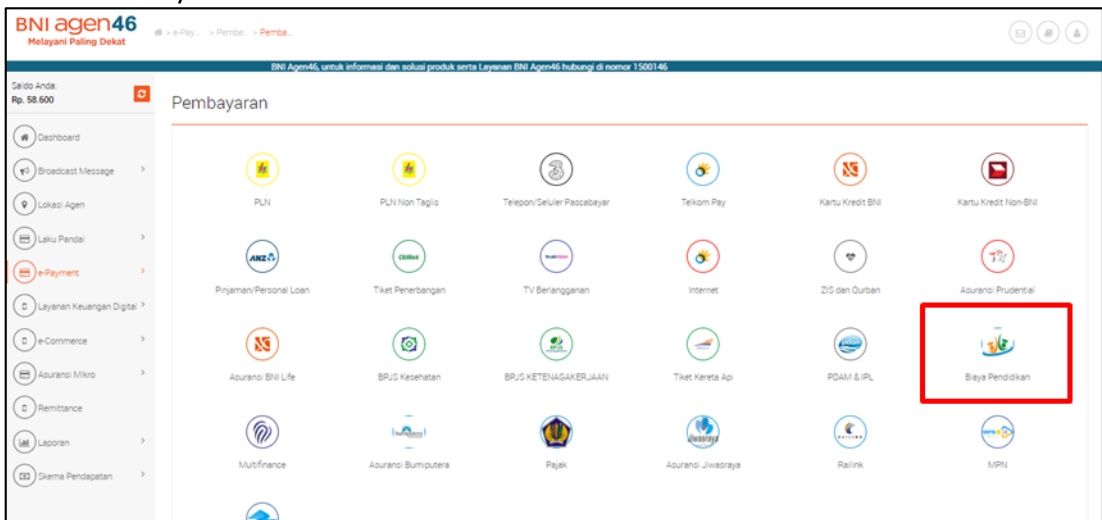 BNI agen46
Melayani Paling Dekat
> e-Pay... > Pembe... > Pemba...
BNI Agen46, untuk informasi dan solusi produk serta Layanan BNI Agen46 hubungi di nomor 1500146
Saldo Anda:
Rp. 58.600
Pembayaran
Dashboard
Broadcast Message
Lokasi Agen
Laku Pandai
e-Payment
Layanan Keuangan Digital
e-Commerce
Asuransi Mikro
Remittance
Laporan
Skema Pendapatan
PLN
PLN Non Taglis
Telepon/Seluler Pascabayar
Telkom Pay
Kartu Kredit BNI
Kartu Kredit Non-BNI
ANZ
Citilink
Pinjaman/Personal Loan
Tiket Penerbangan
TV Berlangganan
Internet
ZIS dan Qurban
Asuransi Prudential
BPJS
Asuransi BNI Life
BPJS Kesehatan
BPJS KETENAGAKERJAAN
Tiket Kereta Api
PDAM & IPL
Biaya Pendidikan
Jiwasraya
RAILINK
Multifinance
Asuransi Bumiputera
Pajak
Asuransi Jiwasraya
Railink
MPN